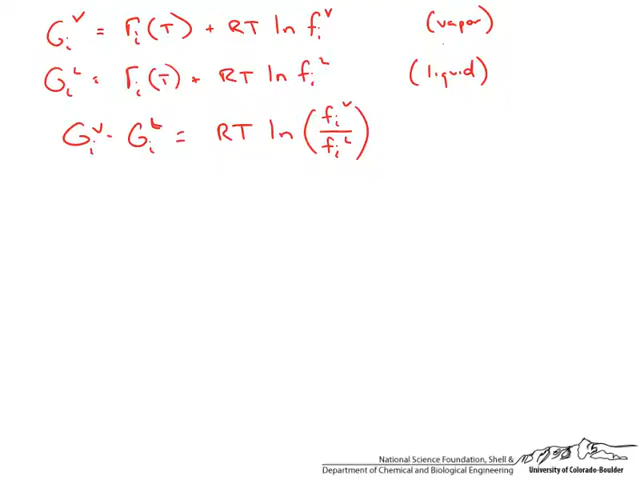 Gᵢⱽ = Γᵢ(T) + RT ln fᵢⱽ (vapor)
Gᵢᴸ = Γᵢ(T) + RT ln fᵢᴸ (liquid)
Gᵢⱽ - Gᵢᴸ = RT ln (fᵢⱽ / fᵢᴸ)
National Science Foundation, Shell &
Department of Chemical and Biological Engineering
University of Colorado-Boulder